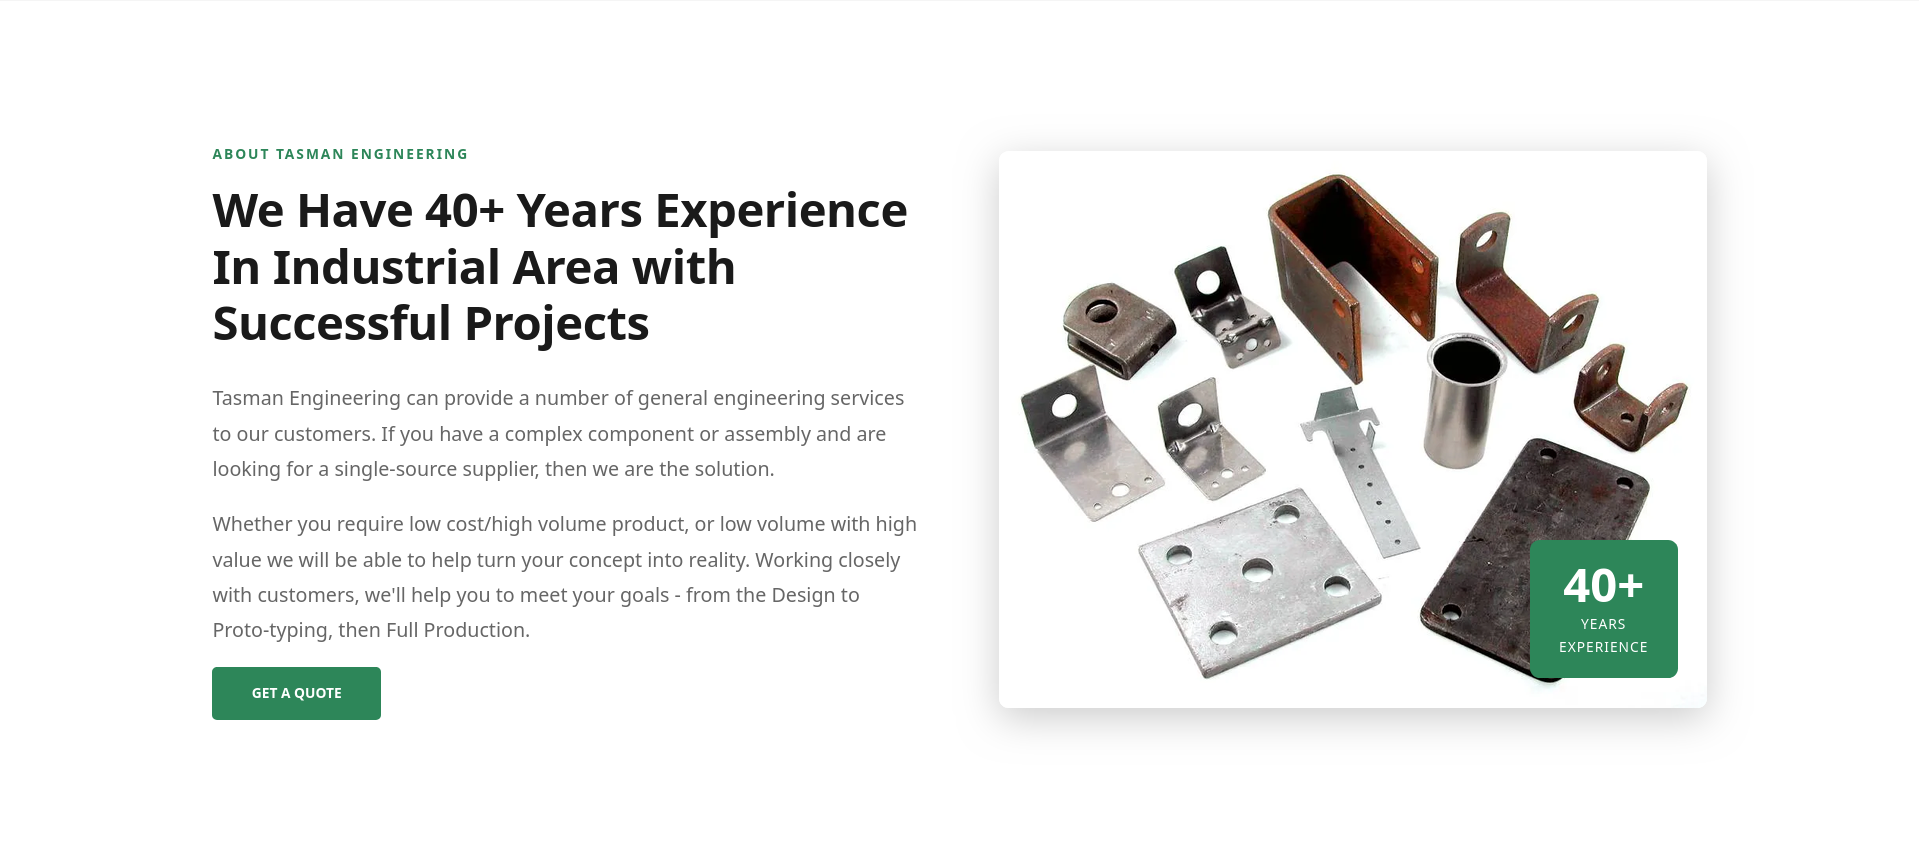 ABOUT TASMAN ENGINEERING
We Have 40+ Years Experience
In Industrial Area with
Successful Projects
Tasman Engineering can provide a number of general engineering services
to our customers. If you have a complex component or assembly and are
looking for a single-source supplier, then we are the solution.
Whether you require low cost/high volume product, or low volume with high
value we will be able to help turn your concept into reality. Working closely
with customers, we'll help you to meet your goals - from the Design to
Proto-typing, then Full Production.
GET A QUOTE
40+
YEARS
EXPERIENCE